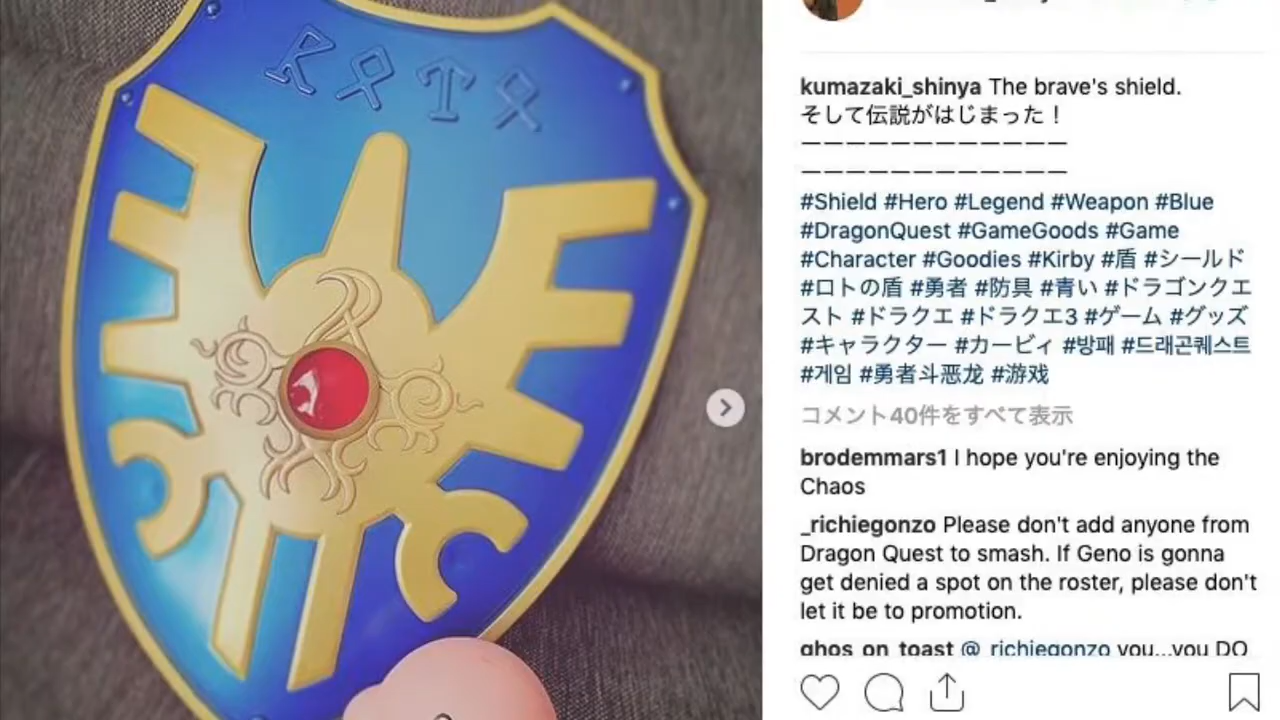 ROTO
kumazaki_shinya The brave's shield.
そして伝説がはじまった！
ーーーーーーーーーーーー
ーーーーーーーーーーーー
#Shield #Hero #Legend #Weapon #Blue
#DragonQuest #GameGoods #Game
#Character #Goodies #Kirby #盾 #シールド
#ロトの盾 #勇者 #防具 #青い #ドラゴンクエ
スト #ドラクエ #ドラクエ3 #ゲーム #グッズ
#キャラクター #カービィ #방패 #드래곤퀘스트
#게임 #勇者斗恶龙 #游戏
コメント40件をすべて表示
brodemmars1 I hope you're enjoying the
Chaos
_richiegonzo Please don't add anyone from
Dragon Quest to smash. If Geno is gonna
get denied a spot on the roster, please don't
let it be to promotion.
ghos_on_toast @_richiegonzo you...you DO